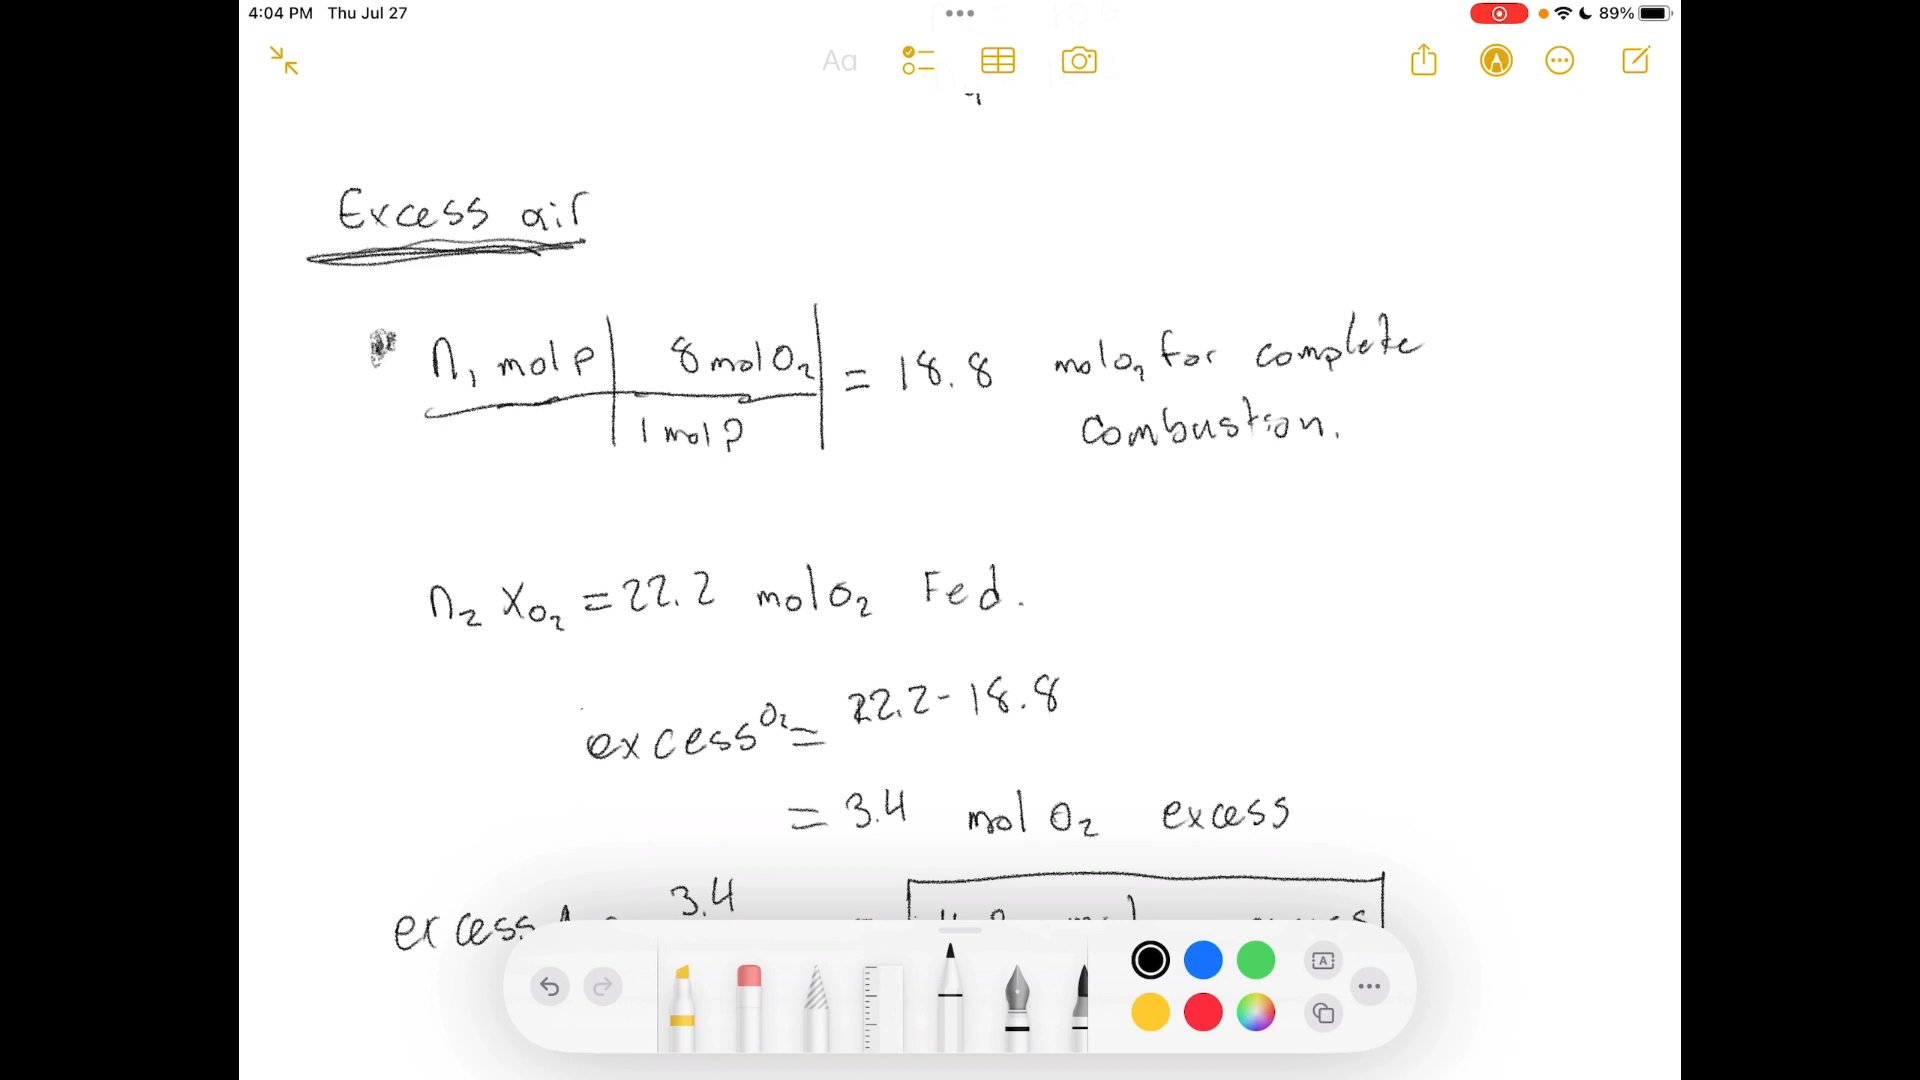 4:04 PM Thu Jul 27
89%
Aa
Excess air
n₁ mol P | 8 mol O₂ | = 18.8 mol O₂ for complete
1 mol P combustion.
n₂ X_O₂ = 22.2 mol O₂ Fed.
excess O₂ = 22.2 - 18.8
= 3.4 mol O₂ excess
3.4
excess
A